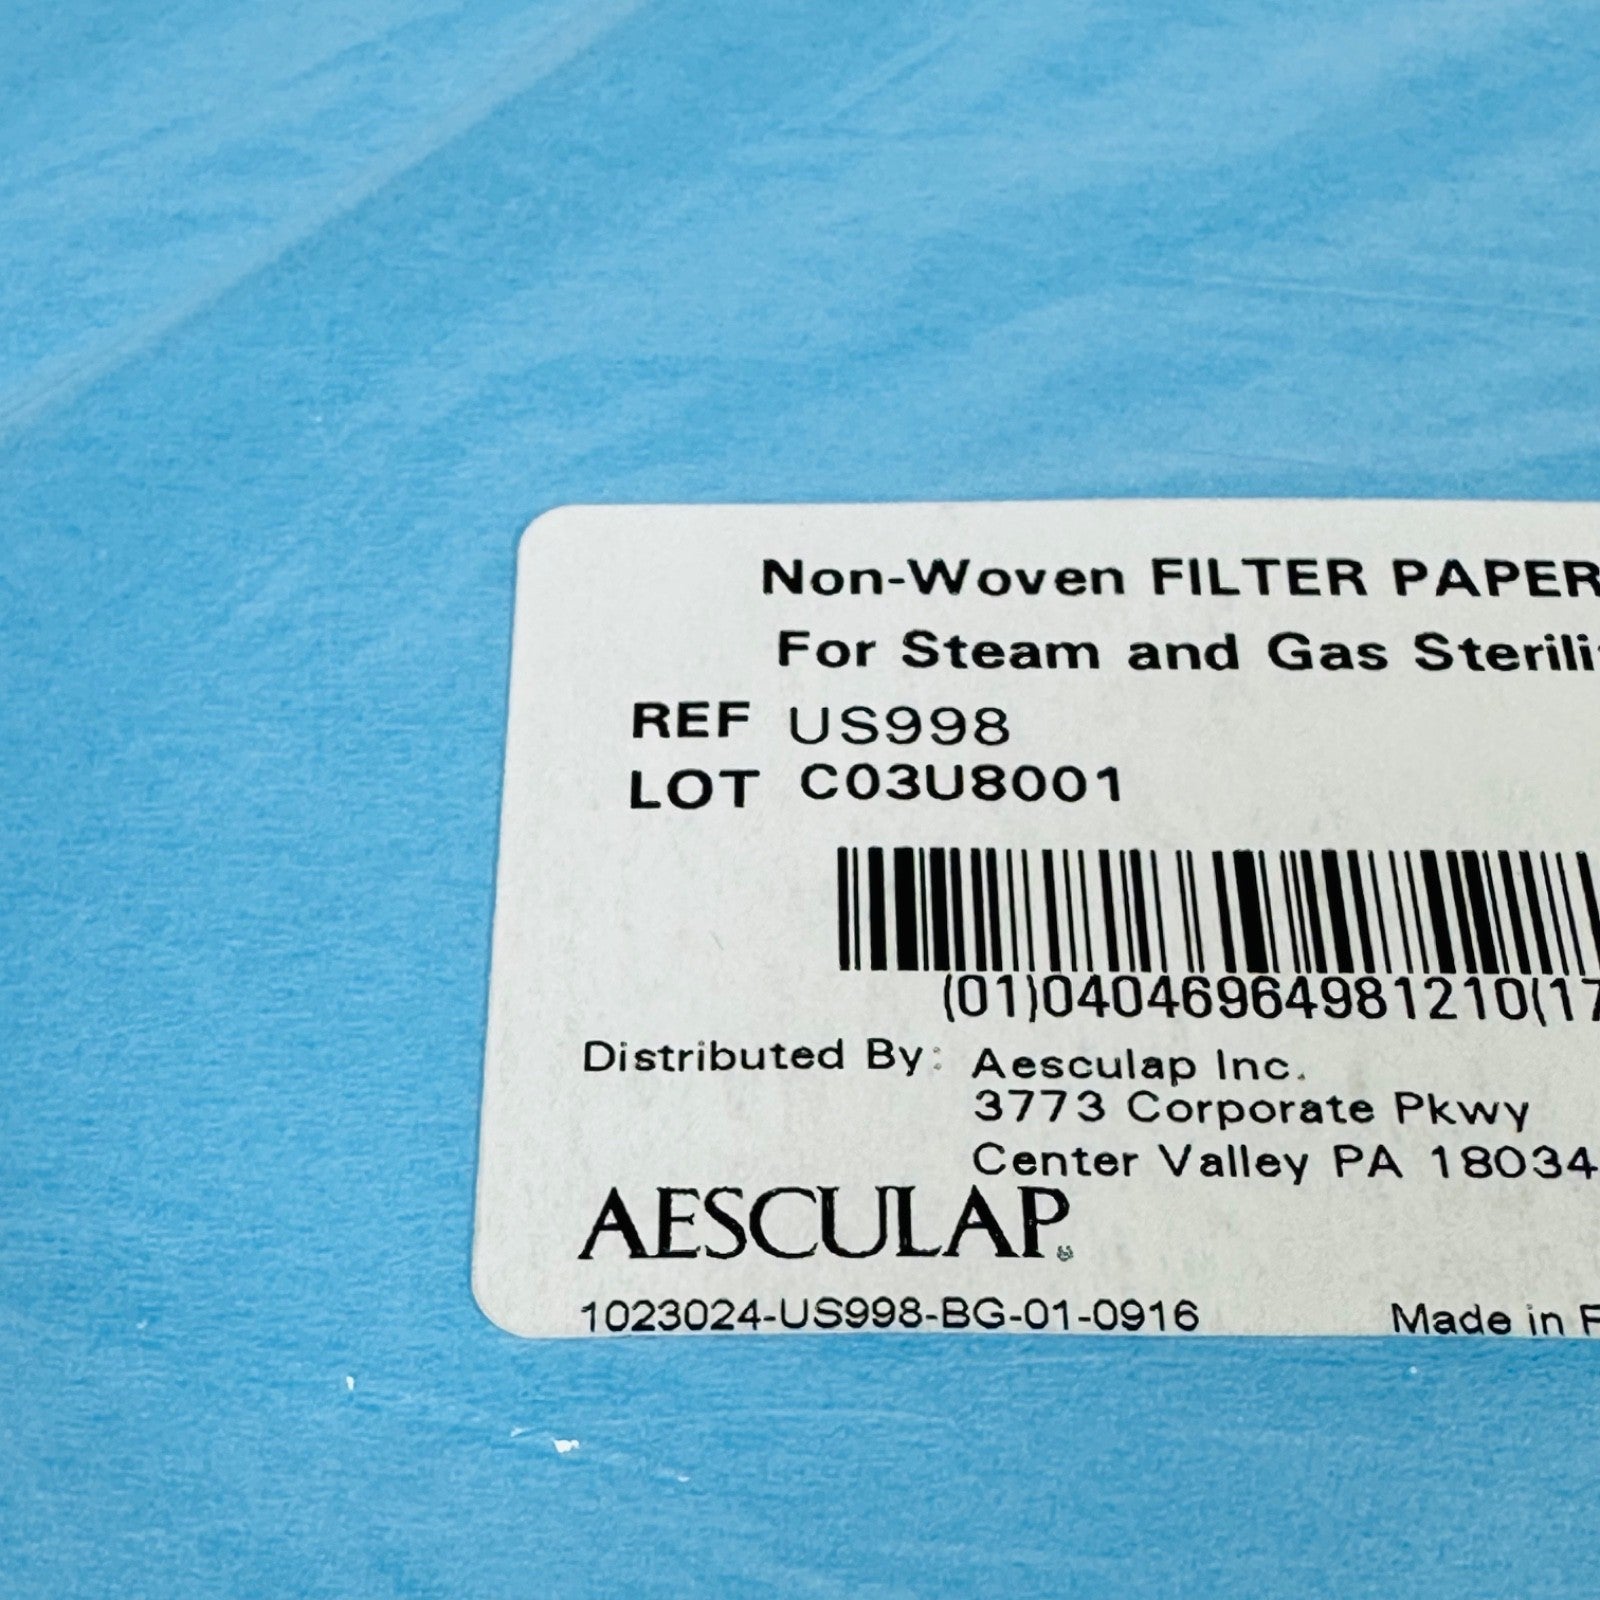 Non-Woven FILTER PAPER
For Steam and Gas Sterili
REF US998
LOT C03U8001
(01)04046964981210(17
Distributed By: Aesculap Inc.
3773 Corporate Pkwy
Center Valley PA 18034
AESCULAP®
1023024-US998-BG-01-0916 Made in F